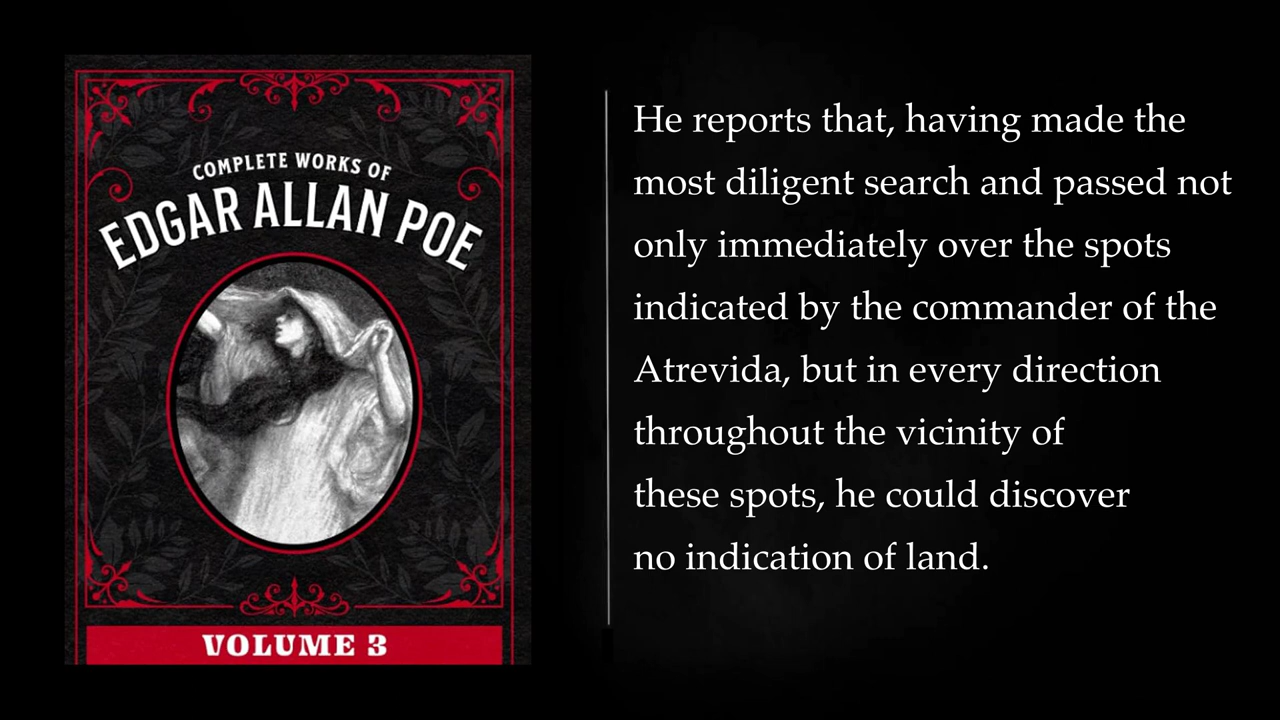 COMPLETE WORKS OF
EDGAR ALLAN POE
VOLUME 3
He reports that, having made the
most diligent search and passed not
only immediately over the spots
indicated by the commander of the
Atrevida, but in every direction
throughout the vicinity of
these spots, he could discover
no indication of land.